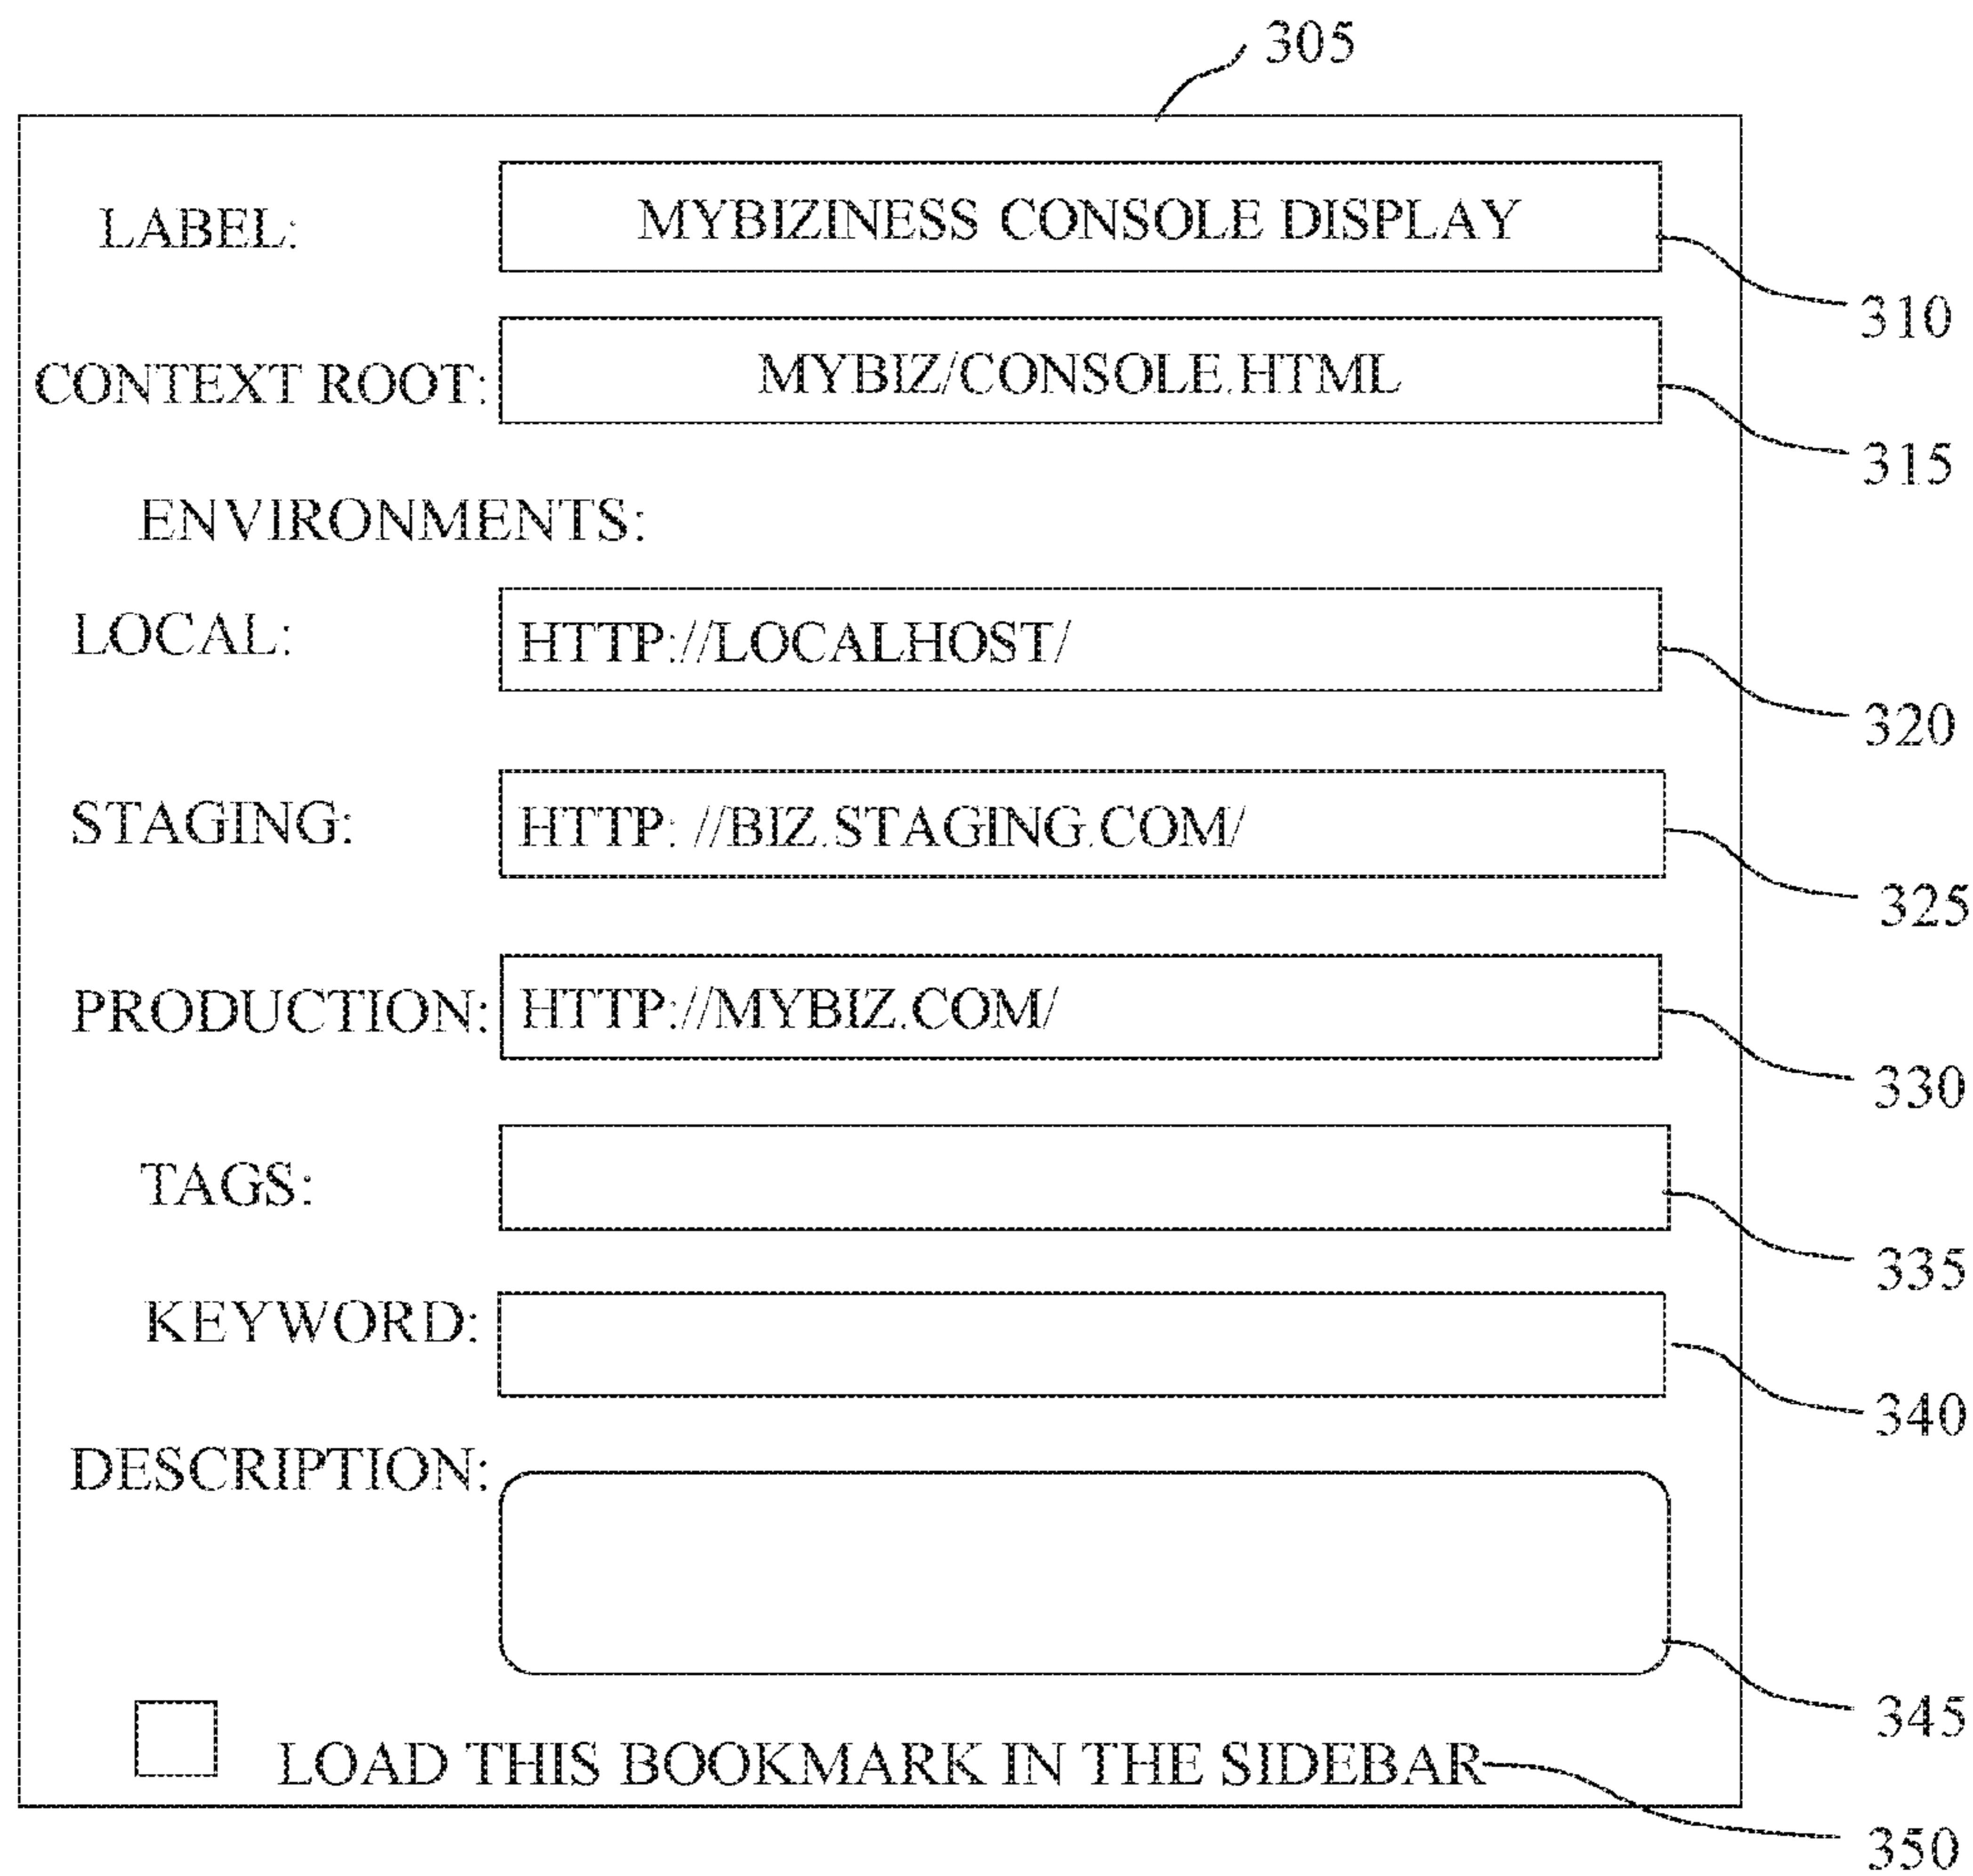 305
LABEL: MYBIZINESS CONSOLE DISPLAY
310
CONTEXT ROOT: MYBIZ/CONSOLE.HTML
315
ENVIRONMENTS:
LOCAL: HTTP://LOCALHOST/
320
STAGING: HTTP: //BIZ.STAGING.COM/
325
PRODUCTION: HTTP://MYBIZ.COM/
330
TAGS:
335
KEYWORD:
340
DESCRIPTION:
345
LOAD THIS BOOKMARK IN THE SIDEBAR
350